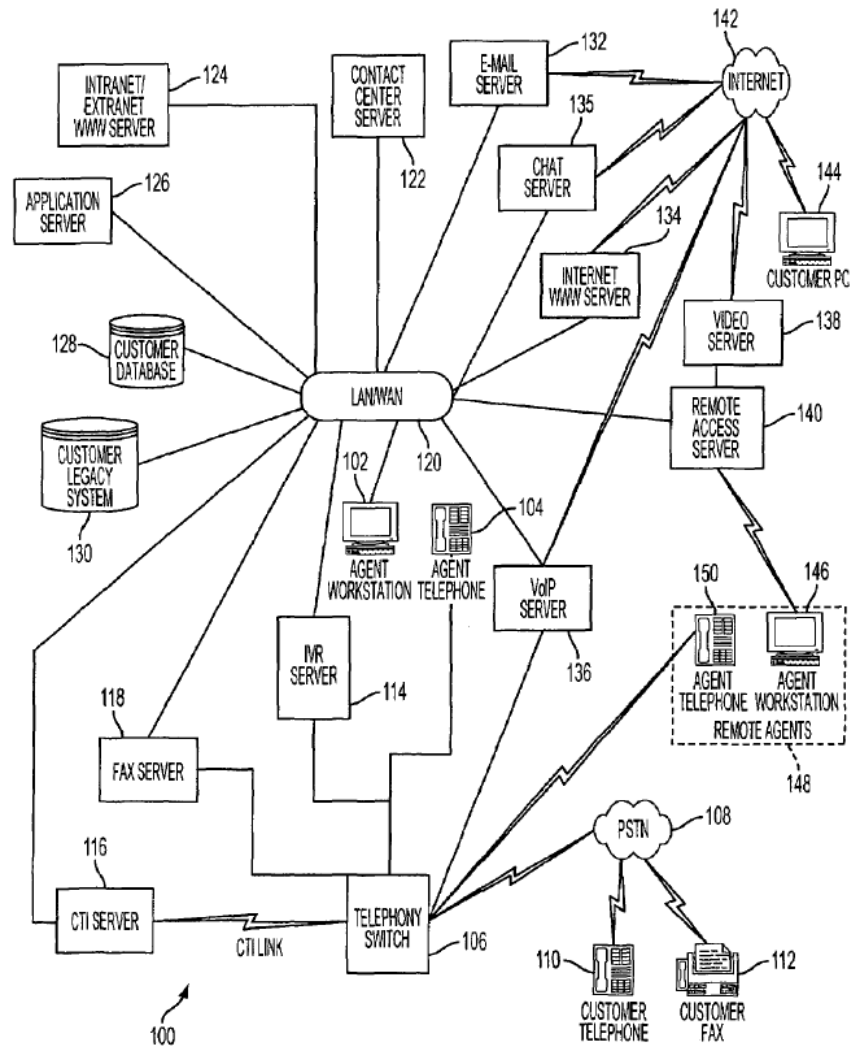 142
132
E-MAIL
SERVER
INTERNET
124
INTRANET/
EXTRANET
WWW SERVER
CONTACT
CENTER
SERVER
122
135
CHAT
SERVER
144
CUSTOMER PC
126
APPLICATION
SERVER
134
INTERNET
WWW SERVER
VIDEO
SERVER
138
128
CUSTOMER
DATABASE
LAN/WAN
120
REMOTE
ACCESS
SERVER
140
CUSTOMER
LEGACY
SYSTEM
130
102
AGENT
WORKSTATION
104
AGENT
TELEPHONE
VoIP
SERVER
136
150
146
AGENT
TELEPHONE
AGENT
WORKSTATION
REMOTE AGENTS
148
IVR
SERVER
114
118
FAX SERVER
PSTN
108
116
CTI SERVER
CTI LINK
TELEPHONY
SWITCH
106
110
CUSTOMER
TELEPHONE
112
CUSTOMER
FAX
100